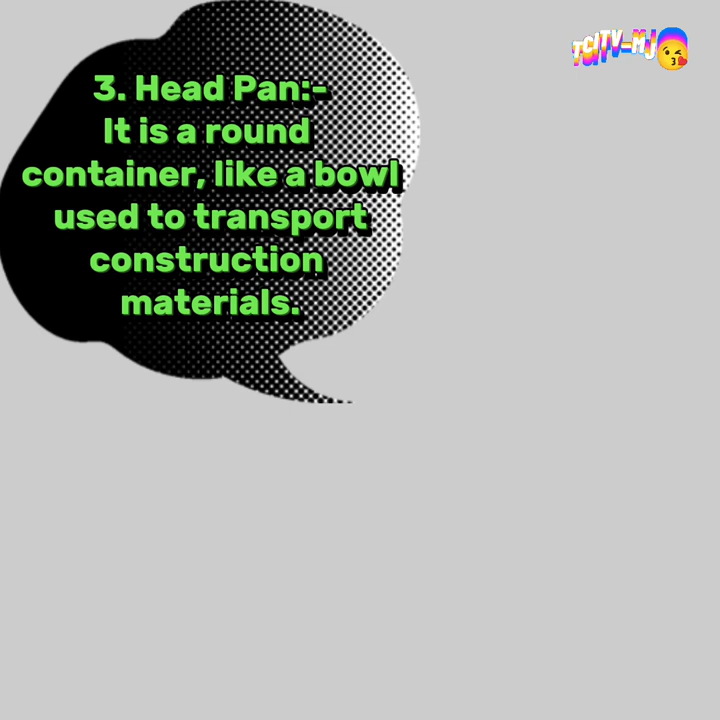 TCITV-MJ
3. Head Pan:-
It is a round
container, like a bowl
used to transport
construction
materials.